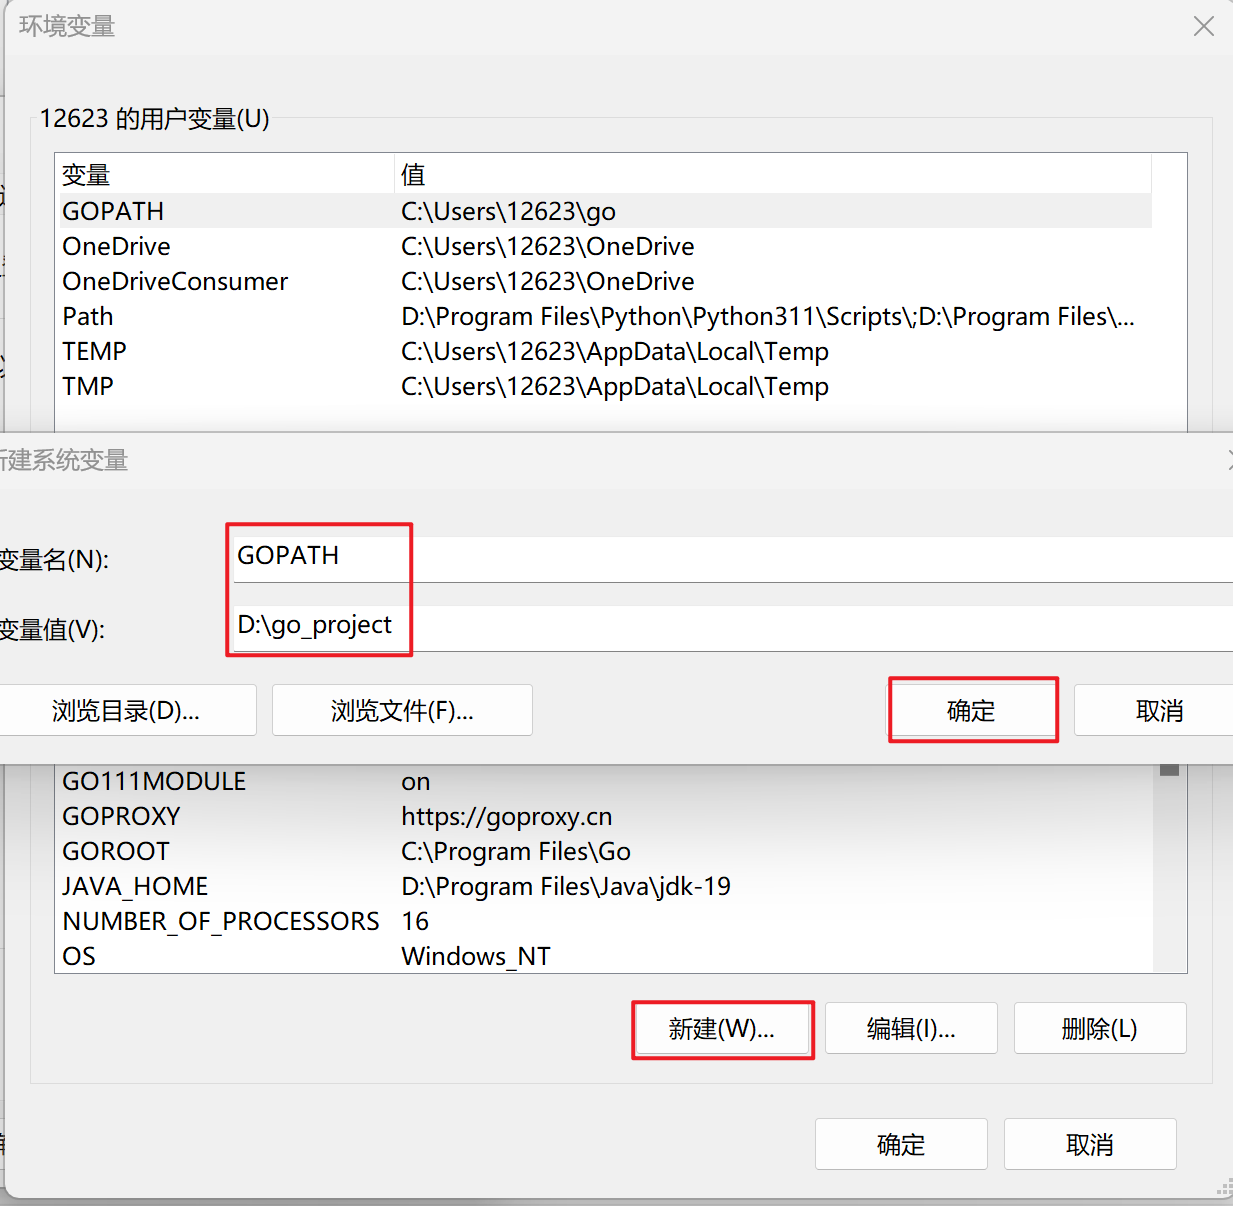 环境变量
12623 的用户变量(U)
变量 值
GOPATH C:\Users\12623\go
OneDrive C:\Users\12623\OneDrive
OneDriveConsumer C:\Users\12623\OneDrive
Path D:\Program Files\Python\Python311\Scripts\;D:\Program Files\...
TEMP C:\Users\12623\AppData\Local\Temp
TMP C:\Users\12623\AppData\Local\Temp
新建系统变量
变量名(N): GOPATH
变量值(V): D:\go_project
浏览目录(D)... 浏览文件(F)... 确定 取消
GO111MODULE on
GOPROXY https://goproxy.cn
GOROOT C:\Program Files\Go
JAVA_HOME D:\Program Files\Java\jdk-19
NUMBER_OF_PROCESSORS 16
OS Windows_NT
新建(W)... 编辑(I)... 删除(L)
确定 取消